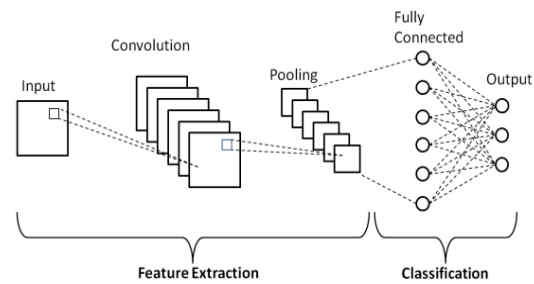 Input
Convolution
Pooling
Fully
Connected
Output
Feature Extraction
Classification